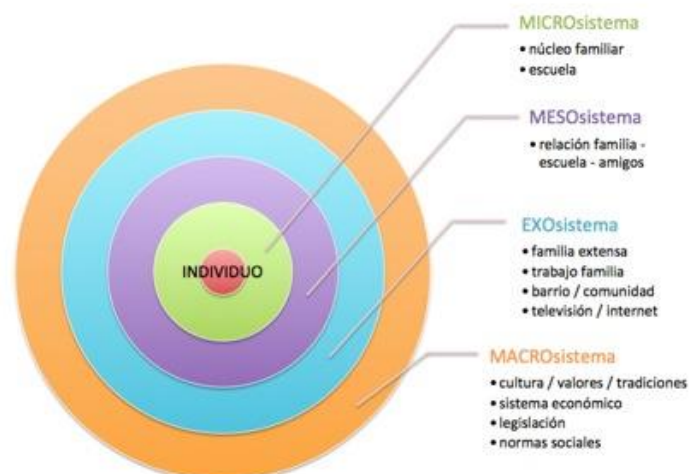 MICROsistema
• núcleo familiar
• escuela
MESOsistema
• relación familia -
escuela - amigos
INDIVIDUO
EXOsistema
• familia extensa
• trabajo familia
• barrio / comunidad
• televisión / internet
MACROsistema
• cultura / valores / tradiciones
• sistema económico
• legislación
• normas sociales